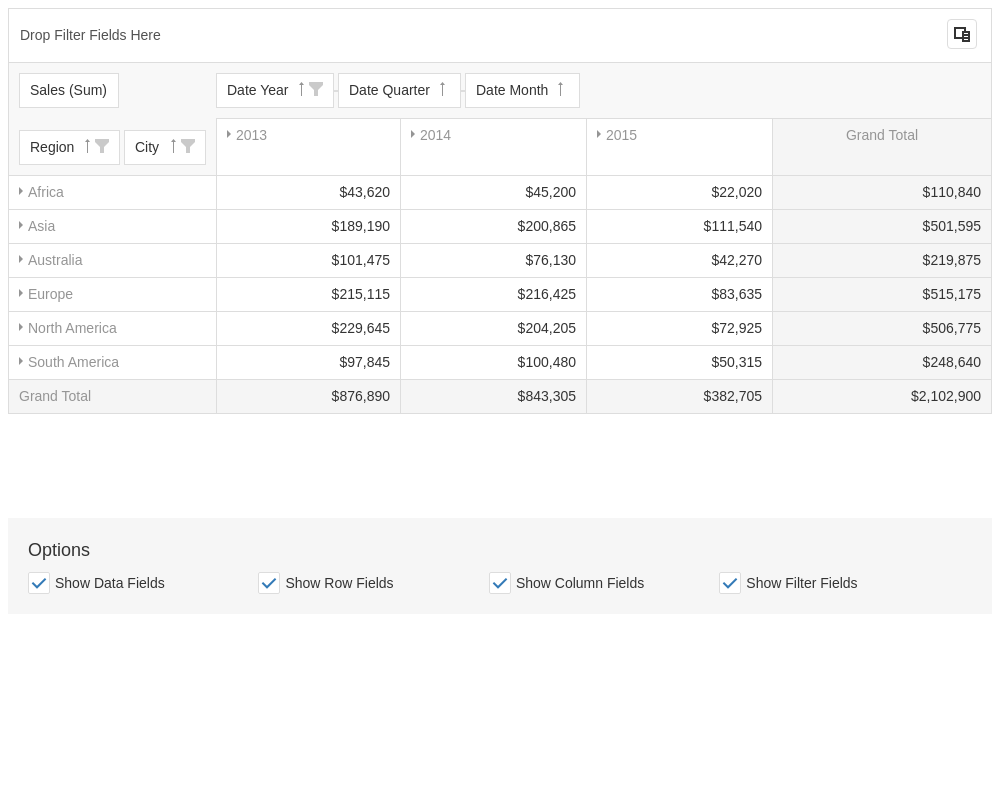 Drop Filter Fields Here
Sales (Sum) Date Year Date Quarter Date Month
Region City 2013 2014 2015 Grand Total
Africa $43,620 $45,200 $22,020 $110,840
Asia $189,190 $200,865 $111,540 $501,595
Australia $101,475 $76,130 $42,270 $219,875
Europe $215,115 $216,425 $83,635 $515,175
North America $229,645 $204,205 $72,925 $506,775
South America $97,845 $100,480 $50,315 $248,640
Grand Total $876,890 $843,305 $382,705 $2,102,900
Options
Show Data Fields Show Row Fields Show Column Fields Show Filter Fields